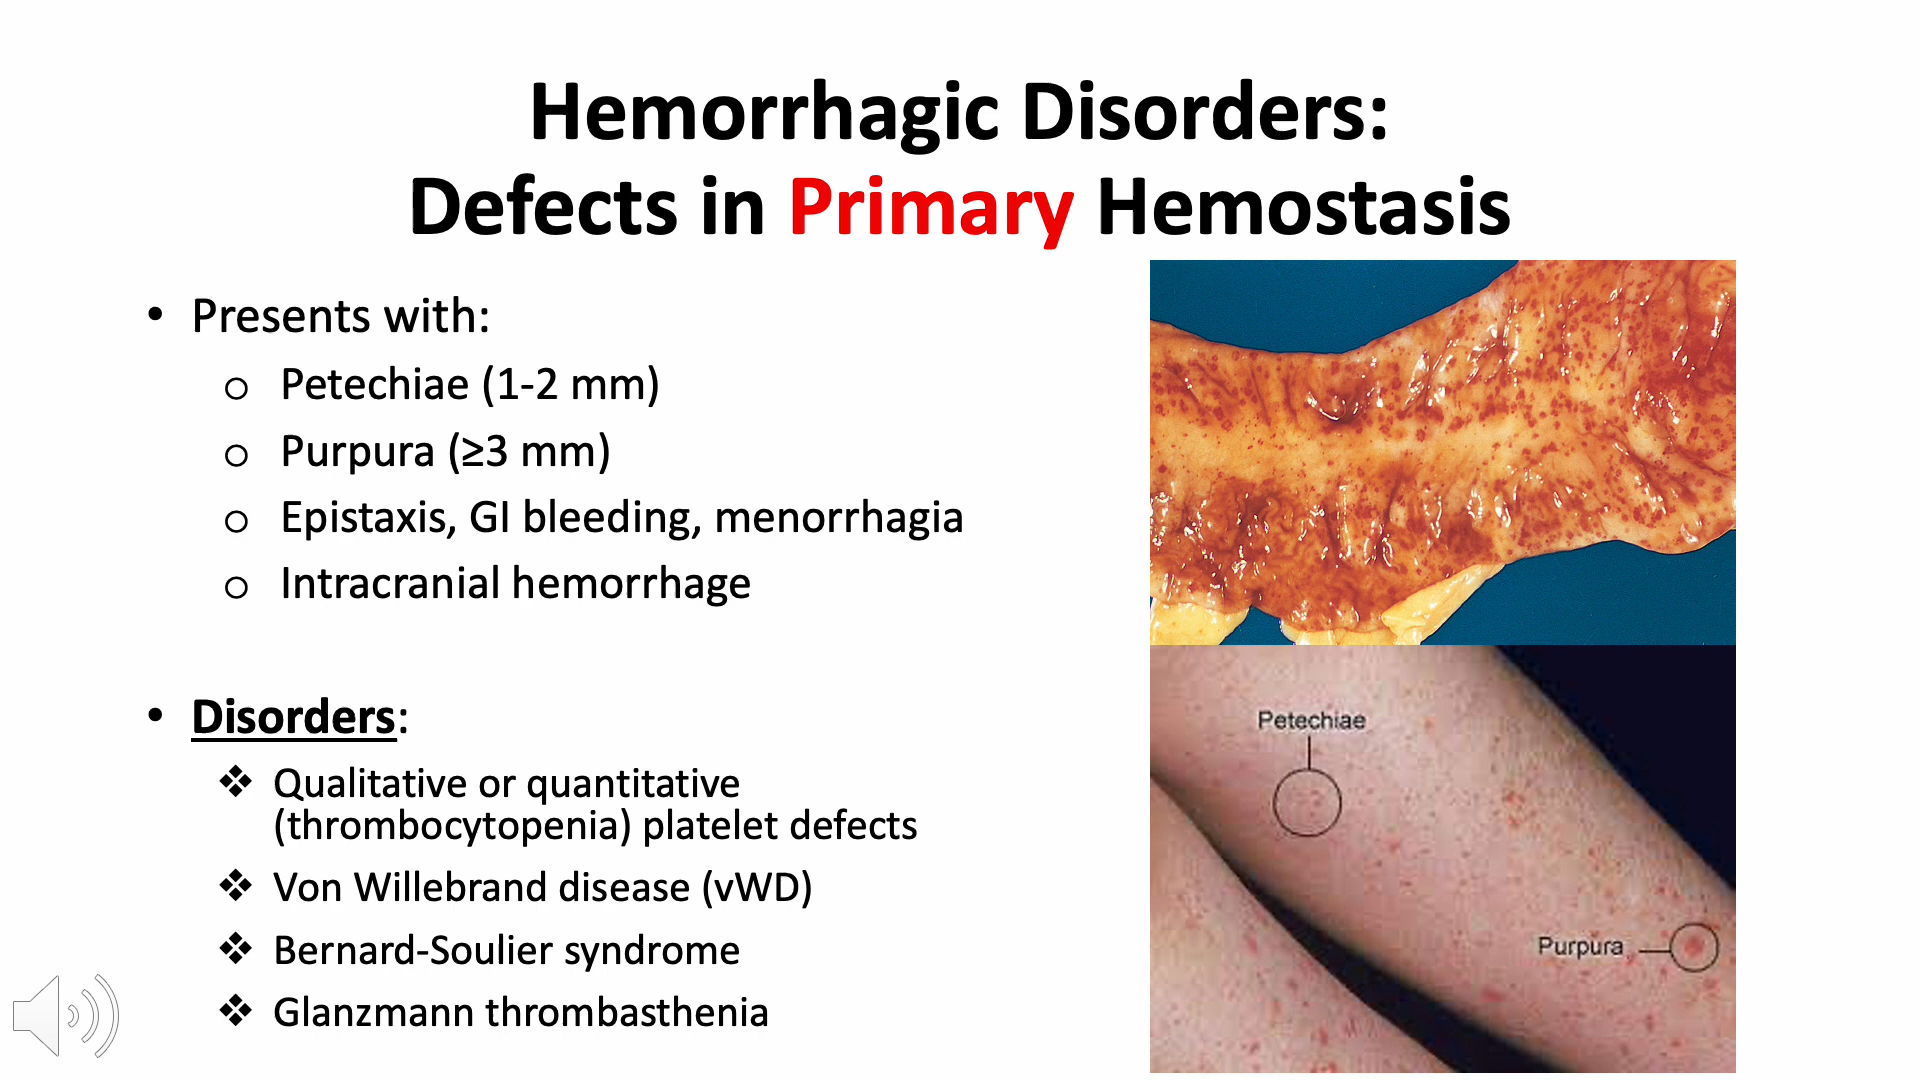 Hemorrhagic Disorders:
Defects in Primary Hemostasis
• Presents with:
o Petechiae (1-2 mm)
o Purpura (≥3 mm)
o Epistaxis, GI bleeding, menorrhagia
o Intracranial hemorrhage
• Disorders:
❖ Qualitative or quantitative
(thrombocytopenia) platelet defects
❖ Von Willebrand disease (vWD)
❖ Bernard-Soulier syndrome
❖ Glanzmann thrombasthenia
Petechiae
Purpura